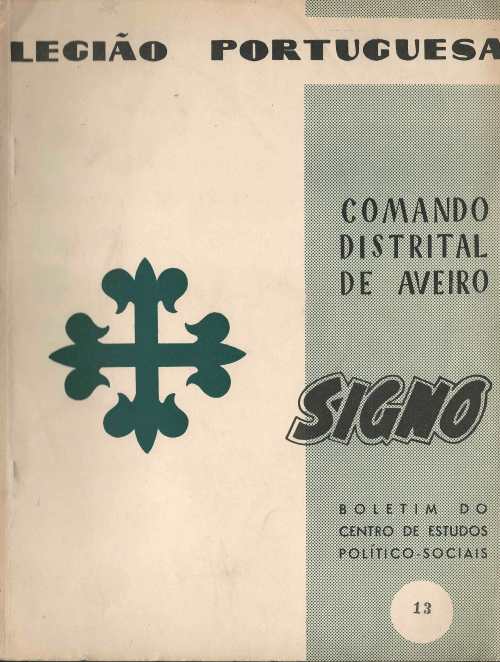 LEGIÃO PORTUGUESA
COMANDO
DISTRITAL
DE AVEIRO
SIGNO
BOLETIM DO
CENTRO DE ESTUDOS
POLÍTICO-SOCIAIS
13